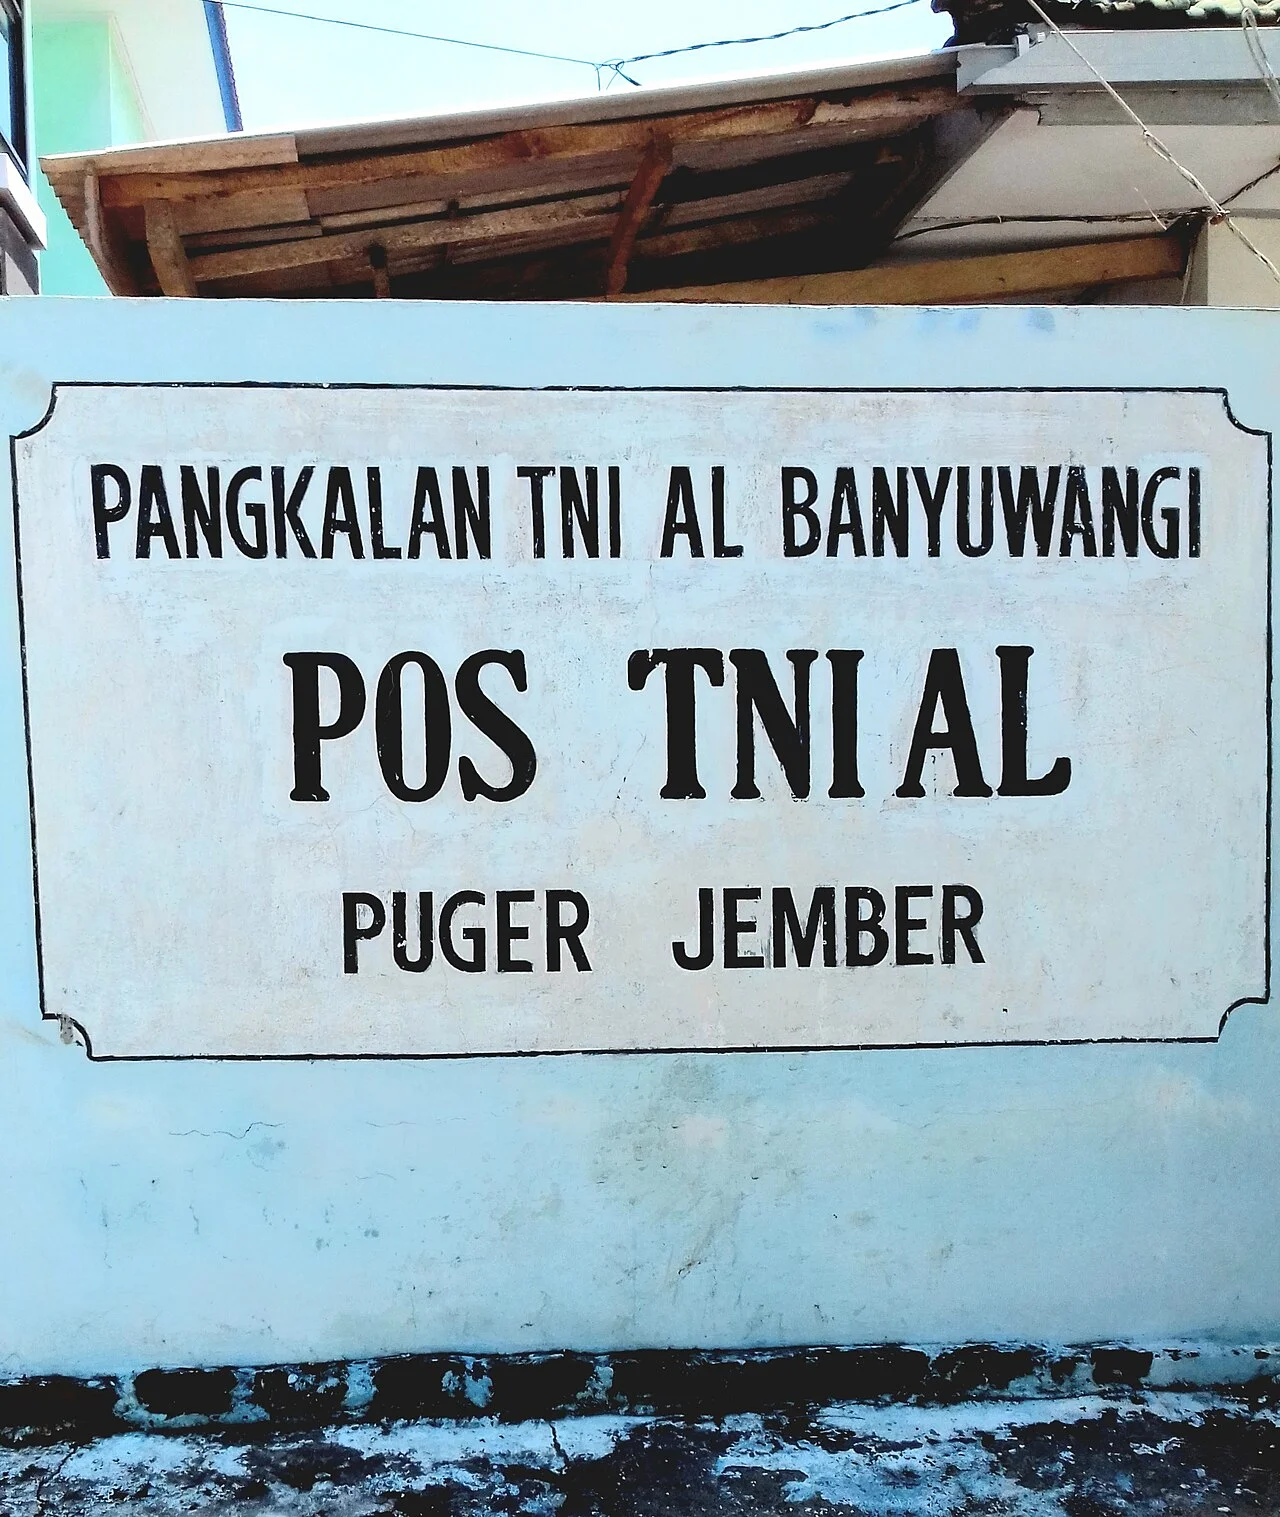 PANGKALAN TNI AL BANYUWANGI
POS TNI AL
PUGER JEMBER